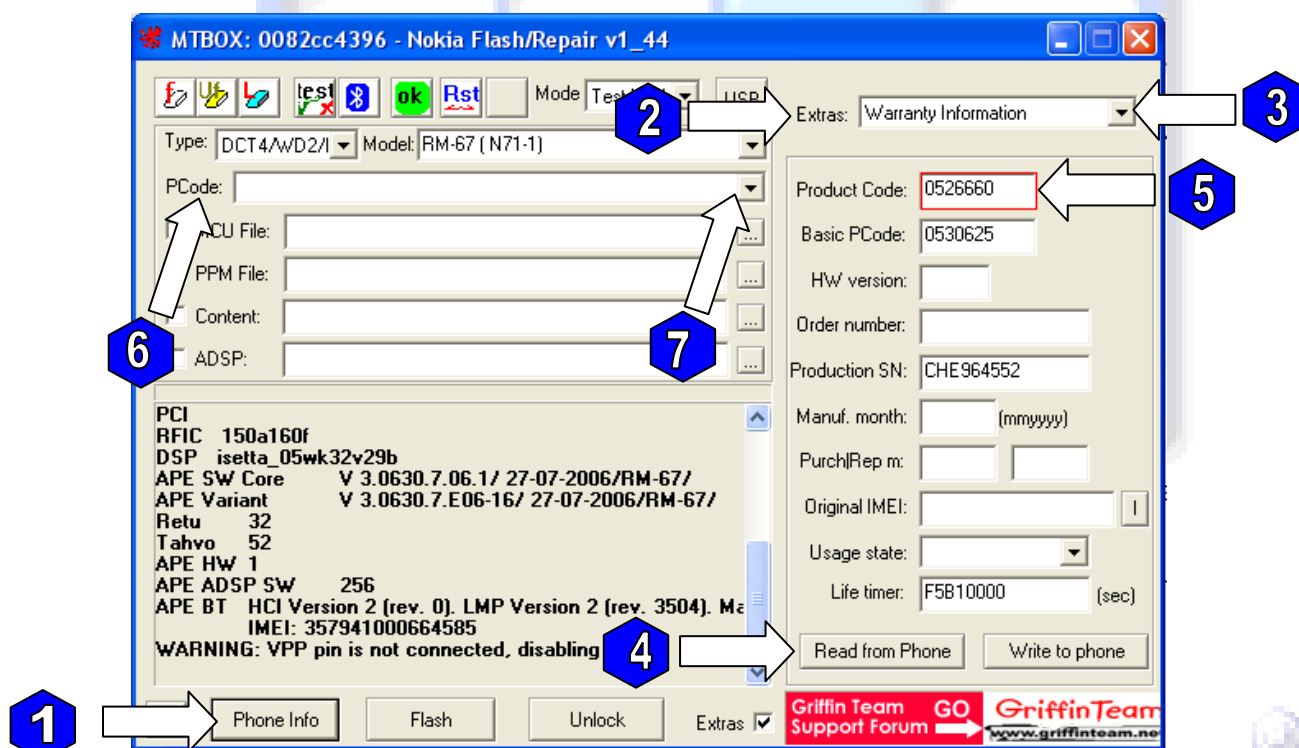 MTBOX: 0082cc4396 - Nokia Flash/Repair v1_44
test ok Rst Mode USB
2
Extras: Warranty Information
3
Type: DCT4/WD2/I Model: RM-67 ( N71-1)
PCode:
Product Code: 0526660
5
CU File:
Basic PCode: 0530625
PPM File:
HW version:
Content:
Order number:
6
7
ADSP:
Production SN: CHE964552
Manuf. month: (mmyyyy)
Purch|Rep m:
Original IMEI: I
Usage state:
Life timer: F5B10000 (sec)
PCI
RFIC 150a160f
DSP isetta_05wk32v29b
APE SW Core V 3.0630.7.06.1/ 27-07-2006/RM-67/
APE Variant V 3.0630.7.E06-16/ 27-07-2006/RM-67/
Retu 32
Tahvo 52
APE HW 1
APE ADSP SW 256
APE BT HCI Version 2 (rev. 0). LMP Version 2 (rev. 3504). Ma
IMEI: 357941000664585
WARNING: VPP pin is not connected, disabling
4
Read from Phone Write to phone
1
Phone Info Flash Unlock Extras
Griffin Team GO GriffinTeam
Support Forum www.griffinteam.ne